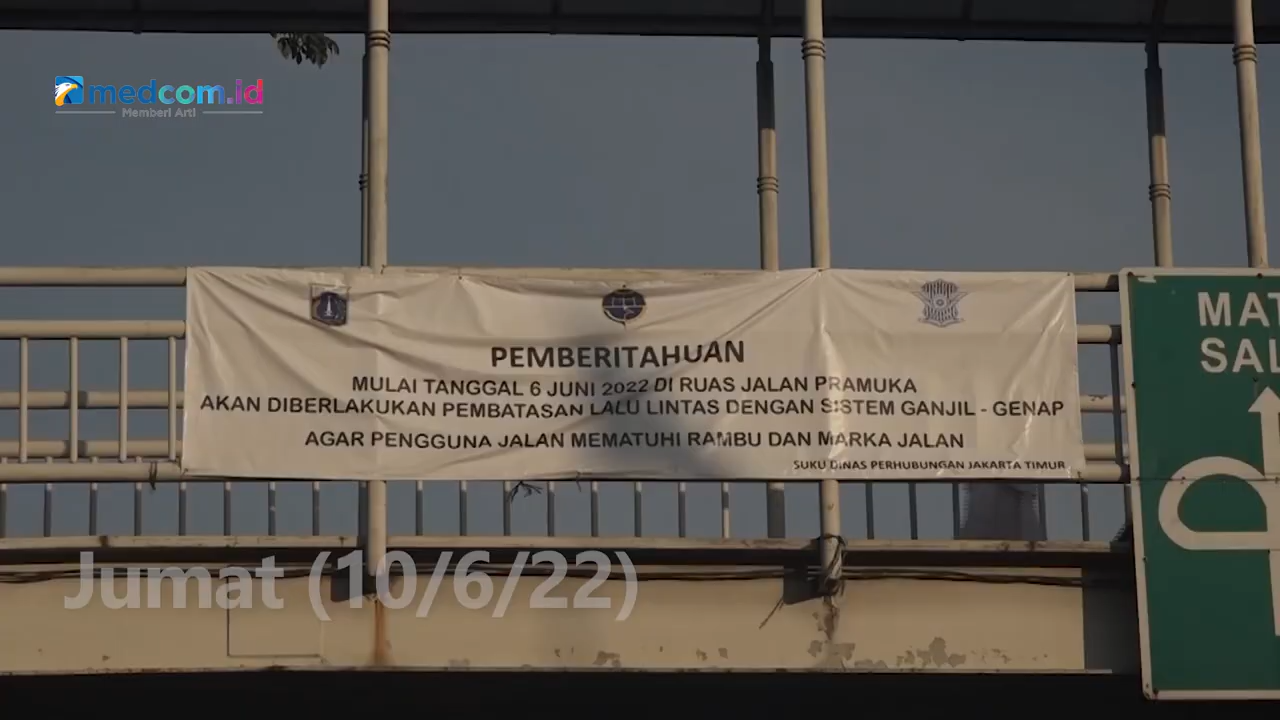 medcom.id
Memberi Arti
PEMBERITAHUAN
MULAI TANGGAL 6 JUNI 2022 DI RUAS JALAN PRAMUKA
AKAN DIBERLAKUKAN PEMBATASAN LALU LINTAS DENGAN SISTEM GANJIL - GENAP
AGAR PENGGUNA JALAN MEMATUHI RAMBU DAN MARKA JALAN
SUKU DINAS PERHUBUNGAN JAKARTA TIMUR
MAT
SAL
Jumat (10/6/22)